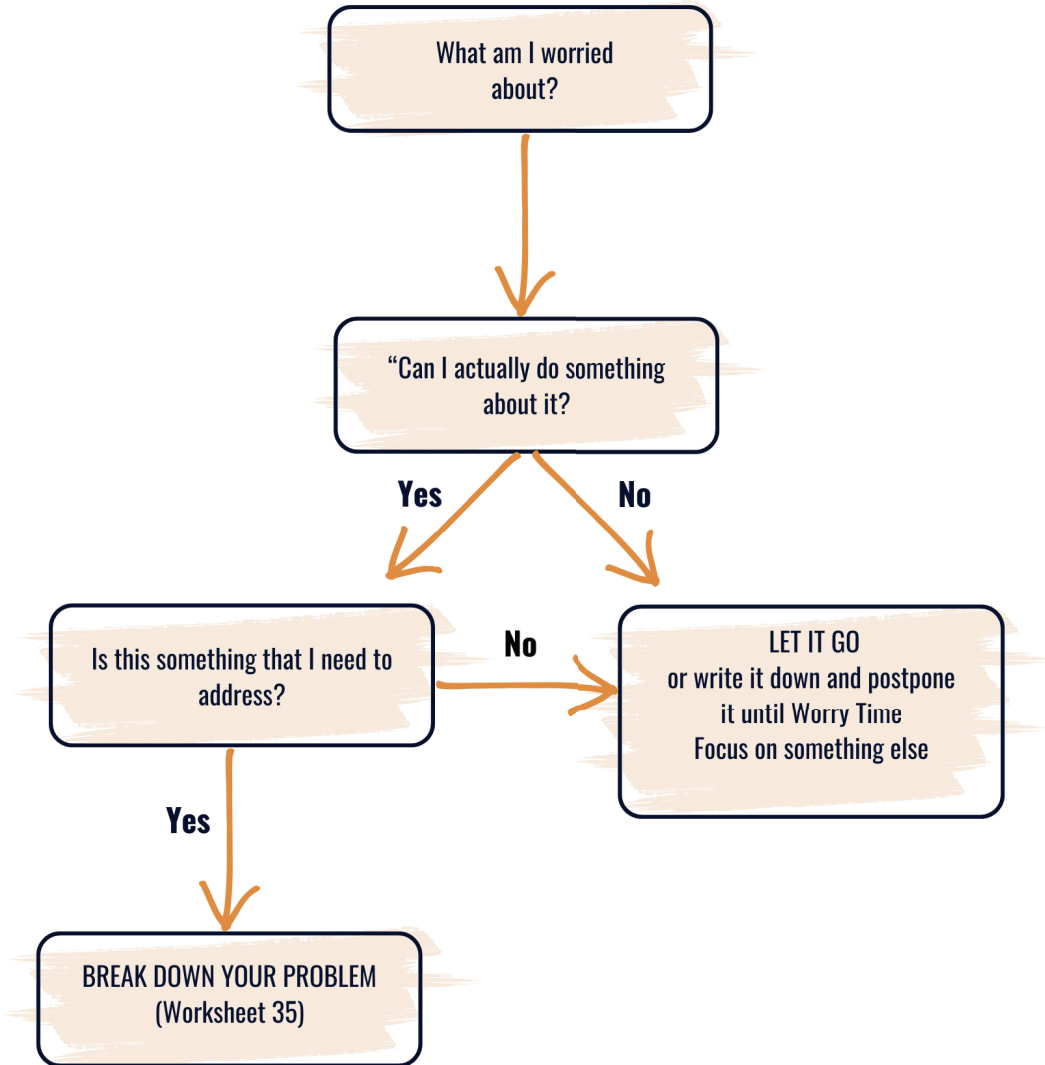 What am I worried
about?
“Can I actually do something
about it?
Yes
No
Is this something that I need to
address?
No
LET IT GO
or write it down and postpone
it until Worry Time
Focus on something else
Yes
BREAK DOWN YOUR PROBLEM
(Worksheet 35)